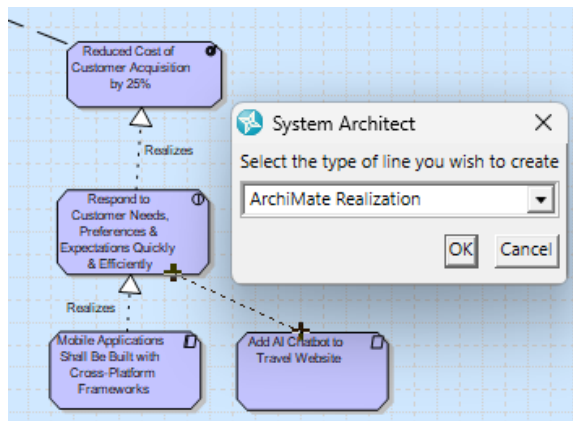 Reduced Cost of
Customer Acquisition
by 25%
Realizes
Respond to
Customer Needs,
Preferences &
Expectations Quickly
& Efficiently
Realizes
Mobile Applications
Shall Be Built with
Cross-Platform
Frameworks
Add AI Chatbot to
Travel Website
System Architect
Select the type of line you wish to create
ArchiMate Realization
OK
Cancel